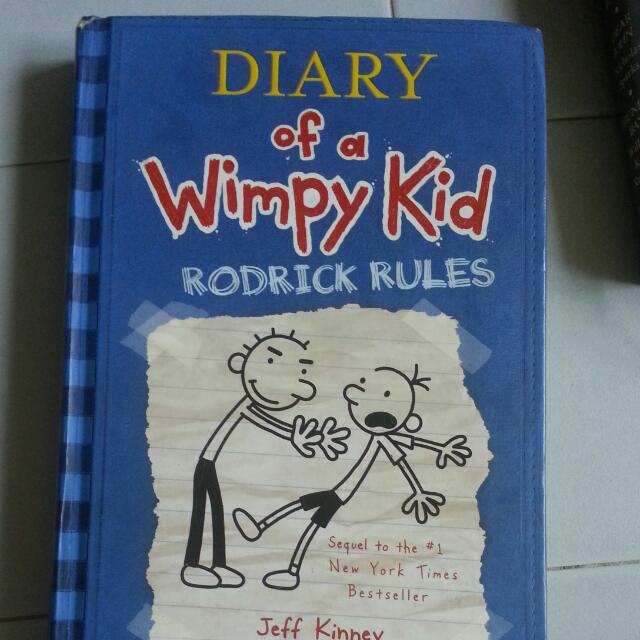 DIARY
of a
Wimpy Kid
RODRICK RULES
Sequel to the #1
New York Times
Bestseller
Jeff Kinney